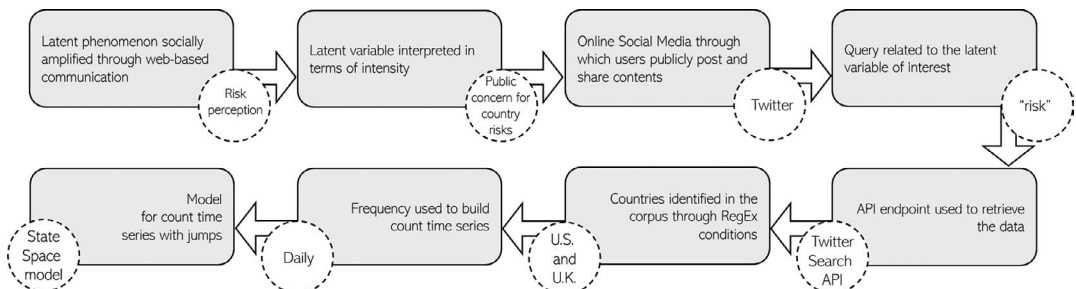 Latent phenomenon socially
amplified through web-based
communication
Risk
perception
Latent variable interpreted in
terms of intensity
Public
concern for
country
risks
Online Social Media through
which users publicly post and
share contents
Twitter
Query related to the latent
variable of interest
“risk”
API endpoint used to retrieve
the data
Twitter
Search
API
Countries identified in the
corpus through RegEx
conditions
U.S.
and
U.K.
Frequency used to build
count time series
Daily
Model
for count time
series with jumps
State
Space
model